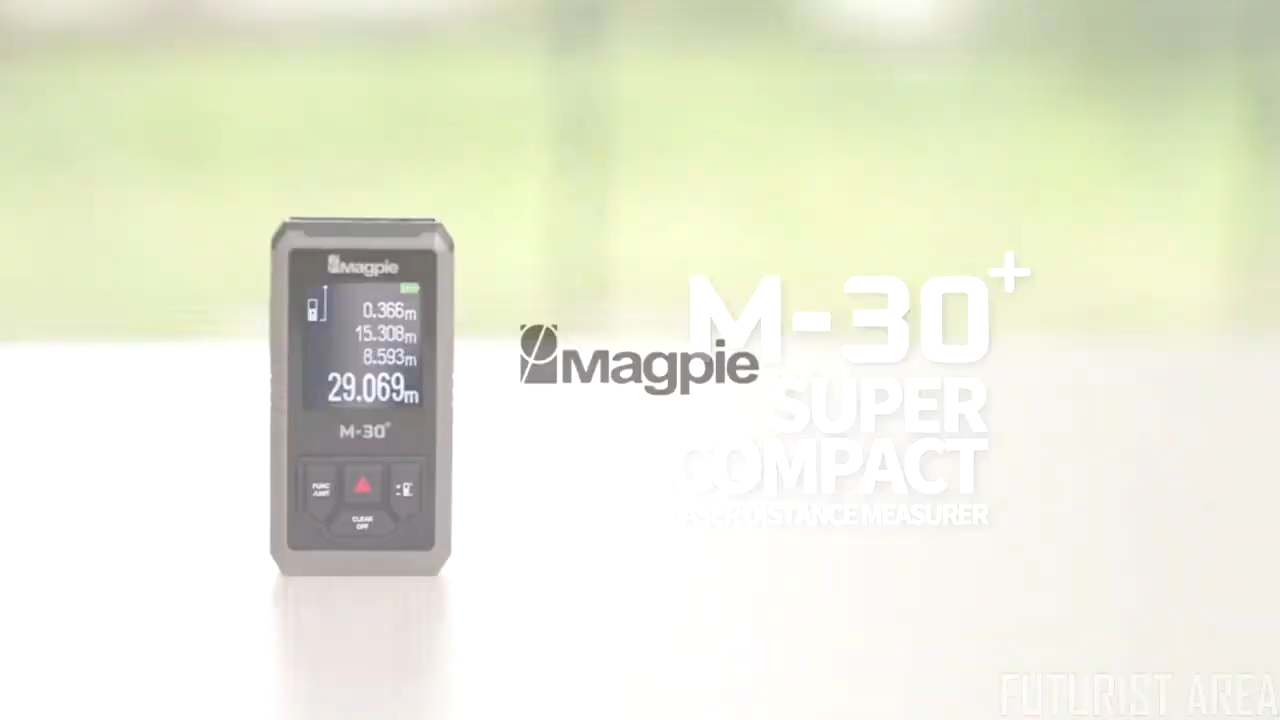 Magpie
0.366m
15.308m
8.593m
29.069m
M-30+
FUNC
/UNIT
CLEAR
OFF
Magpie
M-30+
SUPER
COMPACT
LASER DISTANCE MEASURER
FUTURIST AREA